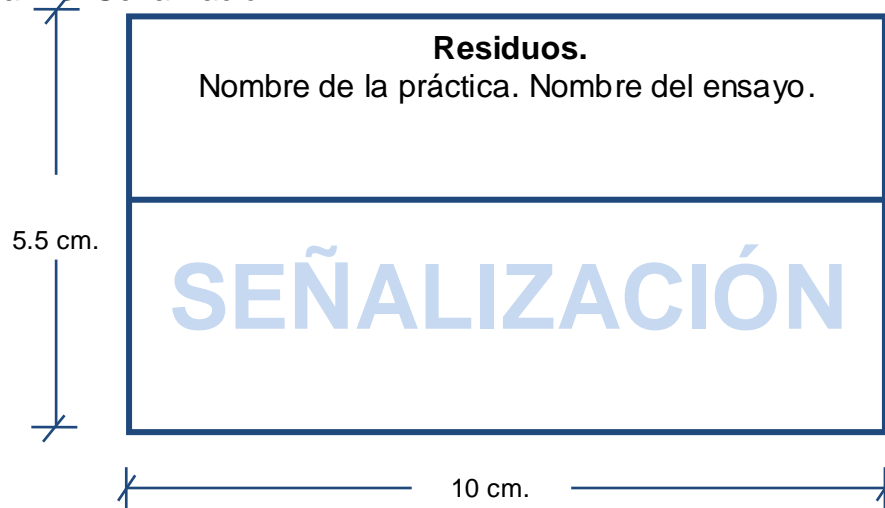 Residuos.
Nombre de la práctica. Nombre del ensayo.
5.5 cm.
SEÑALIZACIÓN
10 cm.